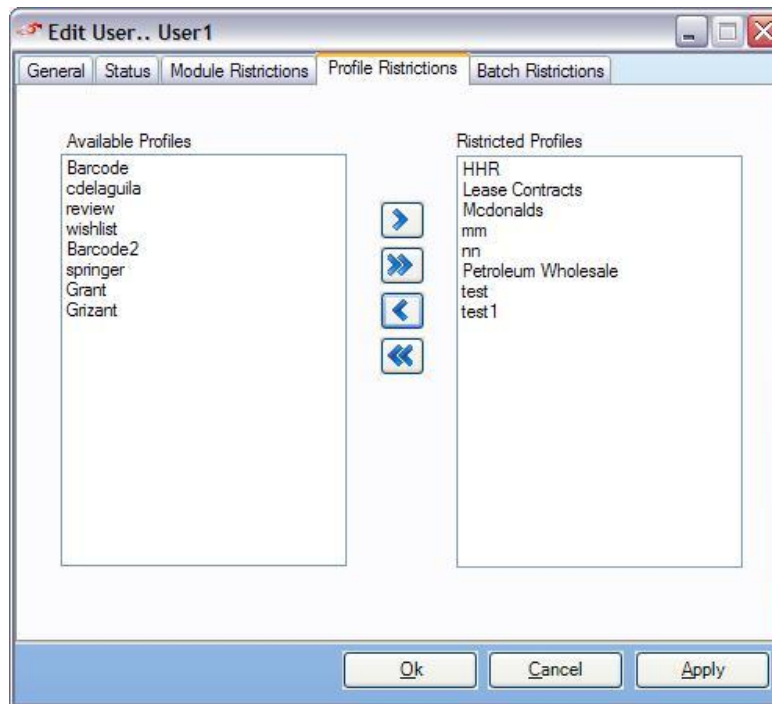 Edit User.. User1
General Status Module Ristrictions Profile Ristrictions Batch Ristrictions
Available Profiles
Barcode
cdelaguila
review
wishlist
Barcode2
springer
Grant
Grizant
Ristricted Profiles
HHR
Lease Contracts
Mcdonalds
mm
nn
Petroleum Wholesale
test
test1
Ok Cancel Apply